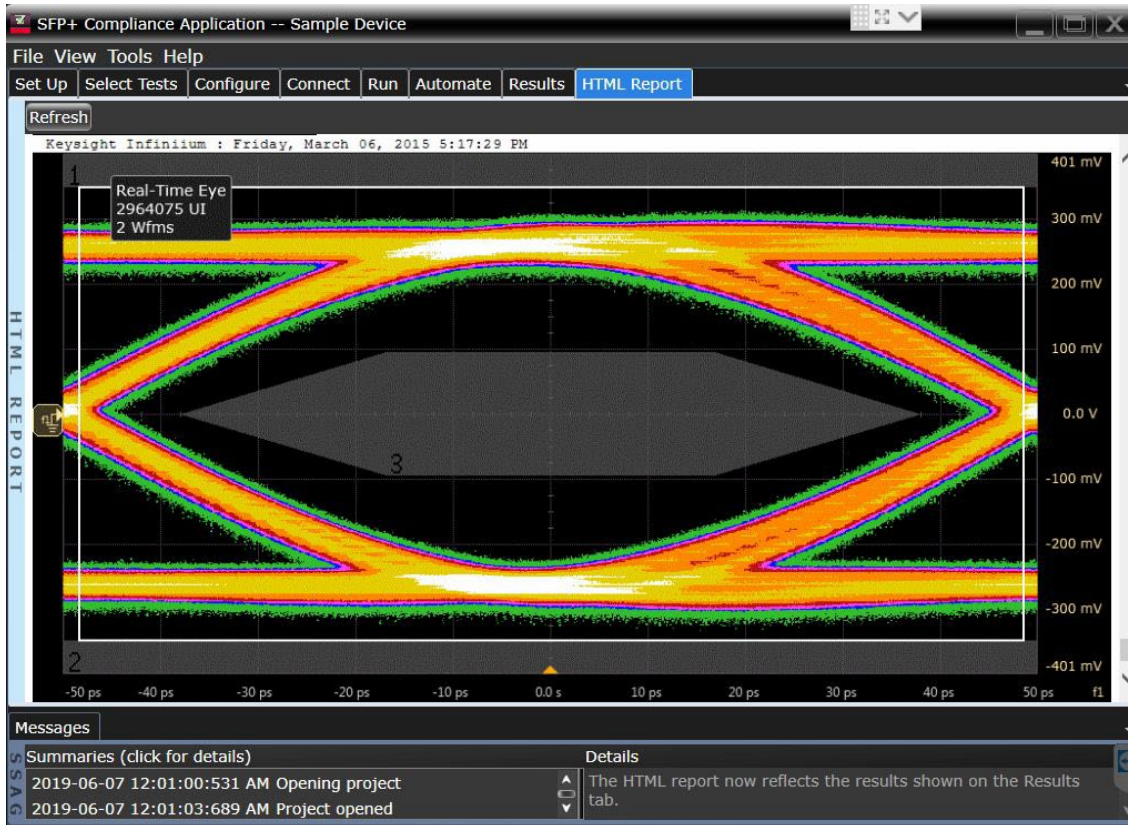 SFP+ Compliance Application -- Sample Device
File View Tools Help
Set Up Select Tests Configure Connect Run Automate Results HTML Report
Refresh
Keysight Infiniium : Friday, March 06, 2015 5:17:29 PM
1
Real-Time Eye
2964075 UI
2 Wfms
401 mV
300 mV
200 mV
100 mV
0.0 V
-100 mV
-200 mV
-300 mV
-401 mV
3
2
-50 ps -40 ps -30 ps -20 ps -10 ps 0.0 s 10 ps 20 ps 30 ps 40 ps 50 ps f1
HTML REPORT
Messages
Summaries (click for details)
2019-06-07 12:01:00:531 AM Opening project
2019-06-07 12:01:03:689 AM Project opened
Details
The HTML report now reflects the results shown on the Results
tab.